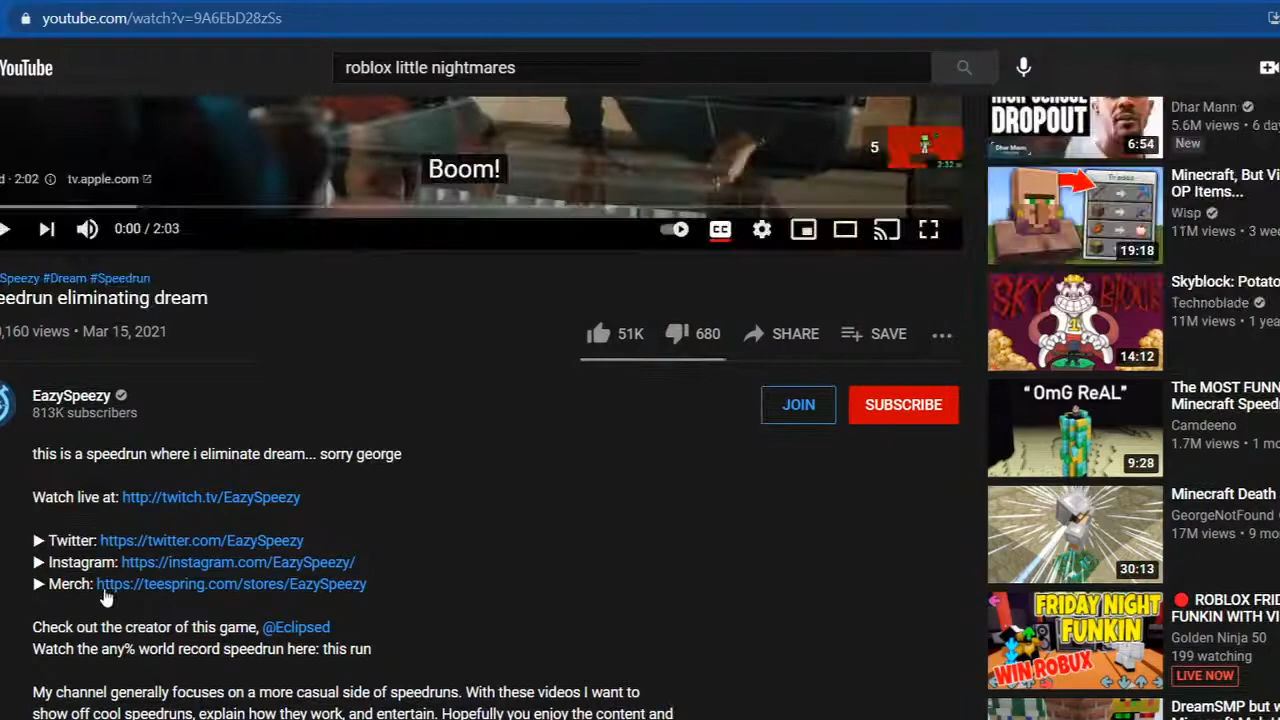 youtube.com/watch?v=9A6EbD28zSs
YouTube
roblox little nightmares
DROPOUT
Dhar Mann
6:54
Dhar Mann
5.6M views • 6 da
New
Boom!
5
2:32
d · 2:02
tv.apple.com
0:00 / 2:03
CC
19:18
Minecraft, But Vi
OP Items...
Wisp
11M views • 3 wee
Speezy #Dream #Speedrun
eedrun eliminating dream
,160 views • Mar 15, 2021
51K
680
SHARE
SAVE
SKY BLOCK
14:12
Skyblock: Potato
Technoblade
11M views • 1 yea
EazySpeezy
813K subscribers
JOIN
SUBSCRIBE
"OmG ReAL"
9:28
The MOST FUNN
Minecraft Speed
Camdeeno
1.7M views • 1 mo
this is a speedrun where i eliminate dream... sorry george
Watch live at: http://twitch.tv/EazySpeezy
▶ Twitter: https://twitter.com/EazySpeezy
▶ Instagram: https://instagram.com/EazySpeezy/
▶ Merch: https://teespring.com/stores/EazySpeezy
30:13
Minecraft Death
GeorgeNotFound
17M views • 9 mo
Check out the creator of this game, @Eclipsed
Watch the any% world record speedrun here: this run
FRIDAY NIGHT
FUNKIN
WIN ROBUX
ROBLOX FRID
FUNKIN WITH VI
Golden Ninja 50
199 watching
LIVE NOW
My channel generally focuses on a more casual side of speedruns. With these videos I want to
show off cool speedruns, explain how they work, and entertain. Hopefully you enjoy the content and
DreamSMP but w